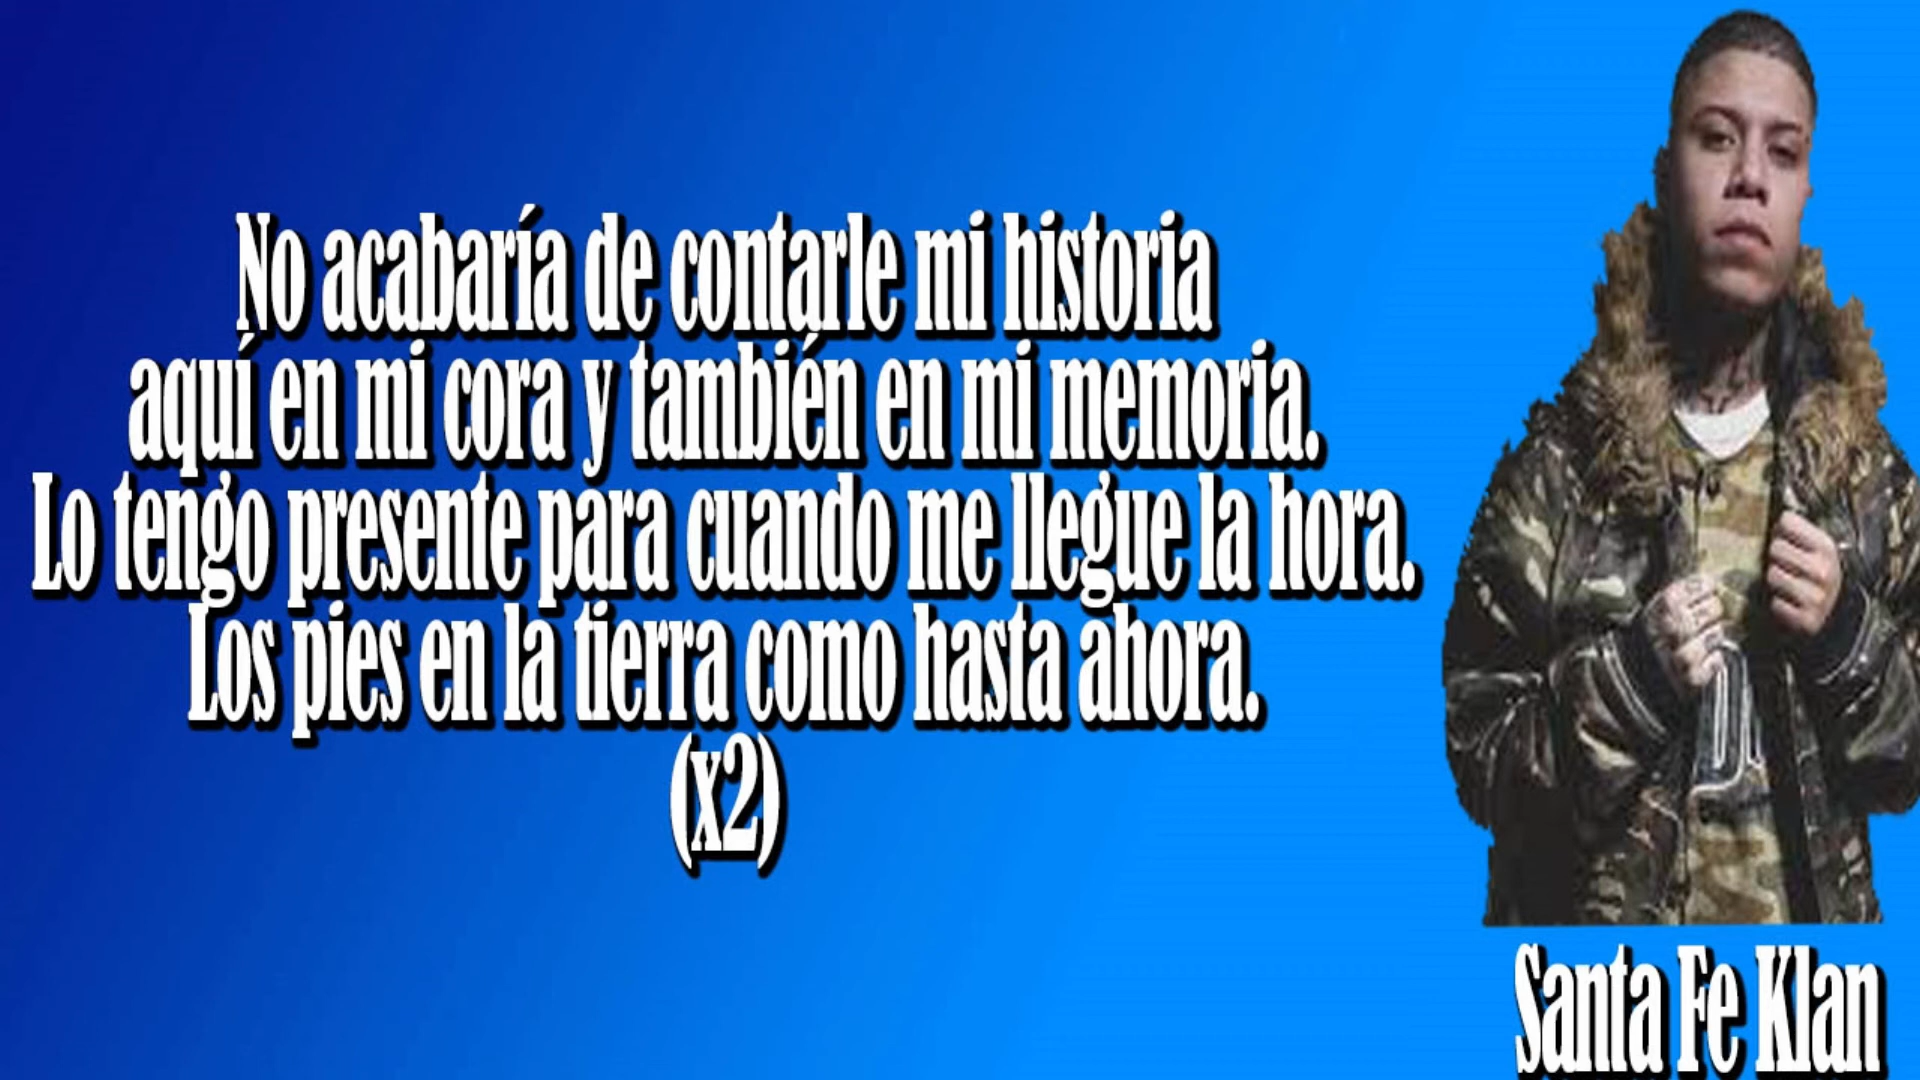 No acabaría de contarle mi historia
aquí en mi cora y también en mi memoria.
Lo tengo presente para cuando me llegue la hora.
Los pies en la tierra como hasta ahora.
(x2)
Santa Fe Klan